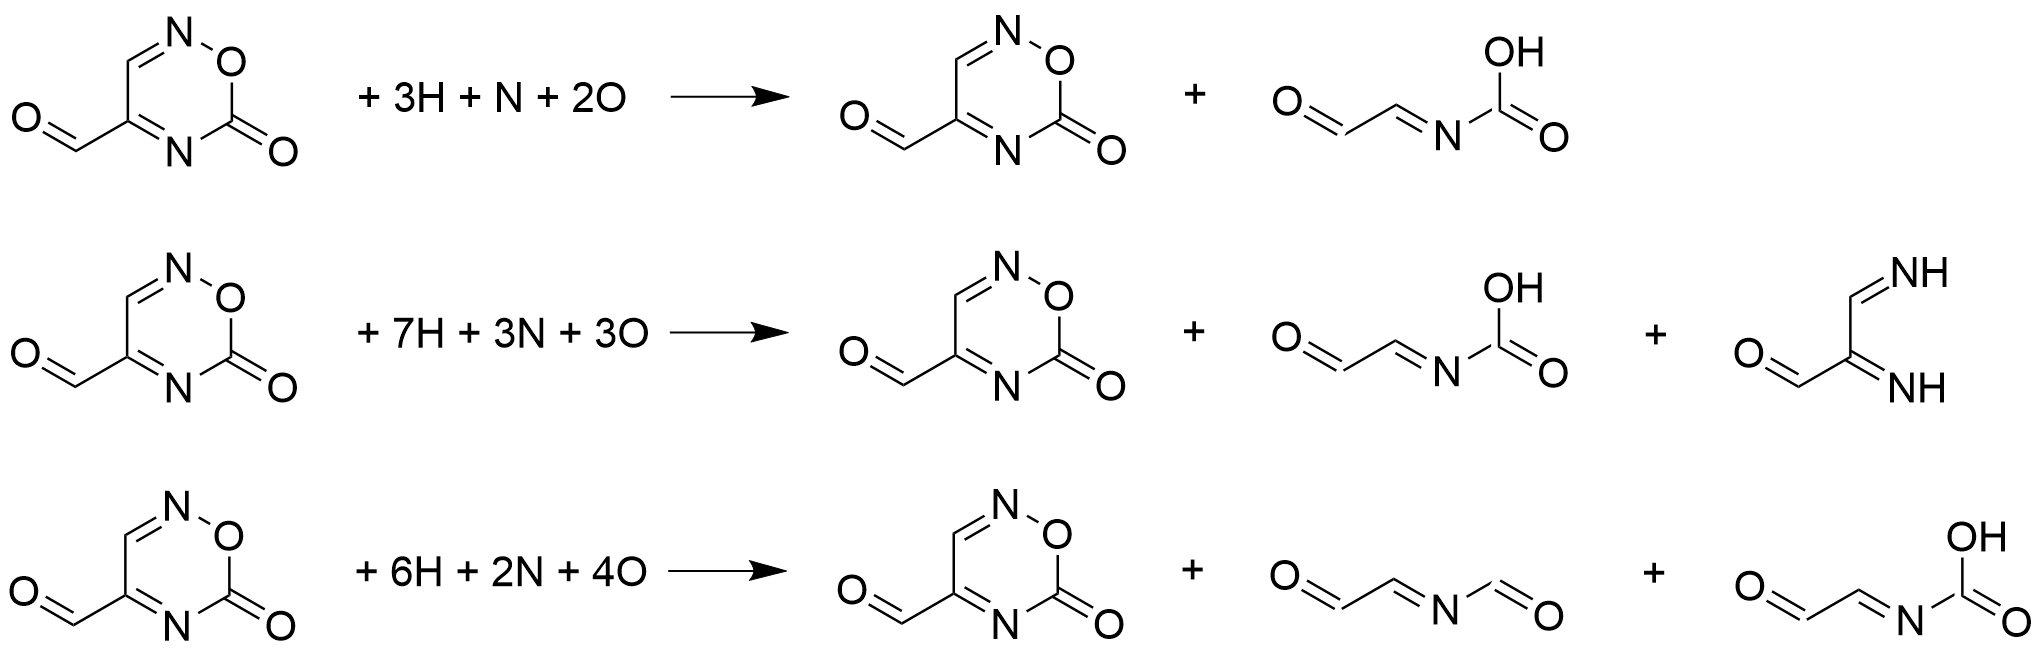 N N
O O OH
O + 3H + N + 2O O + O
N O N O N O
N N NH
O O OH
O + 7H + 3N + 3O O + O + O
N O N O N O NH
N N
O O OH
O + 6H + 2N + 4O O + O + O
N O N O N O N O